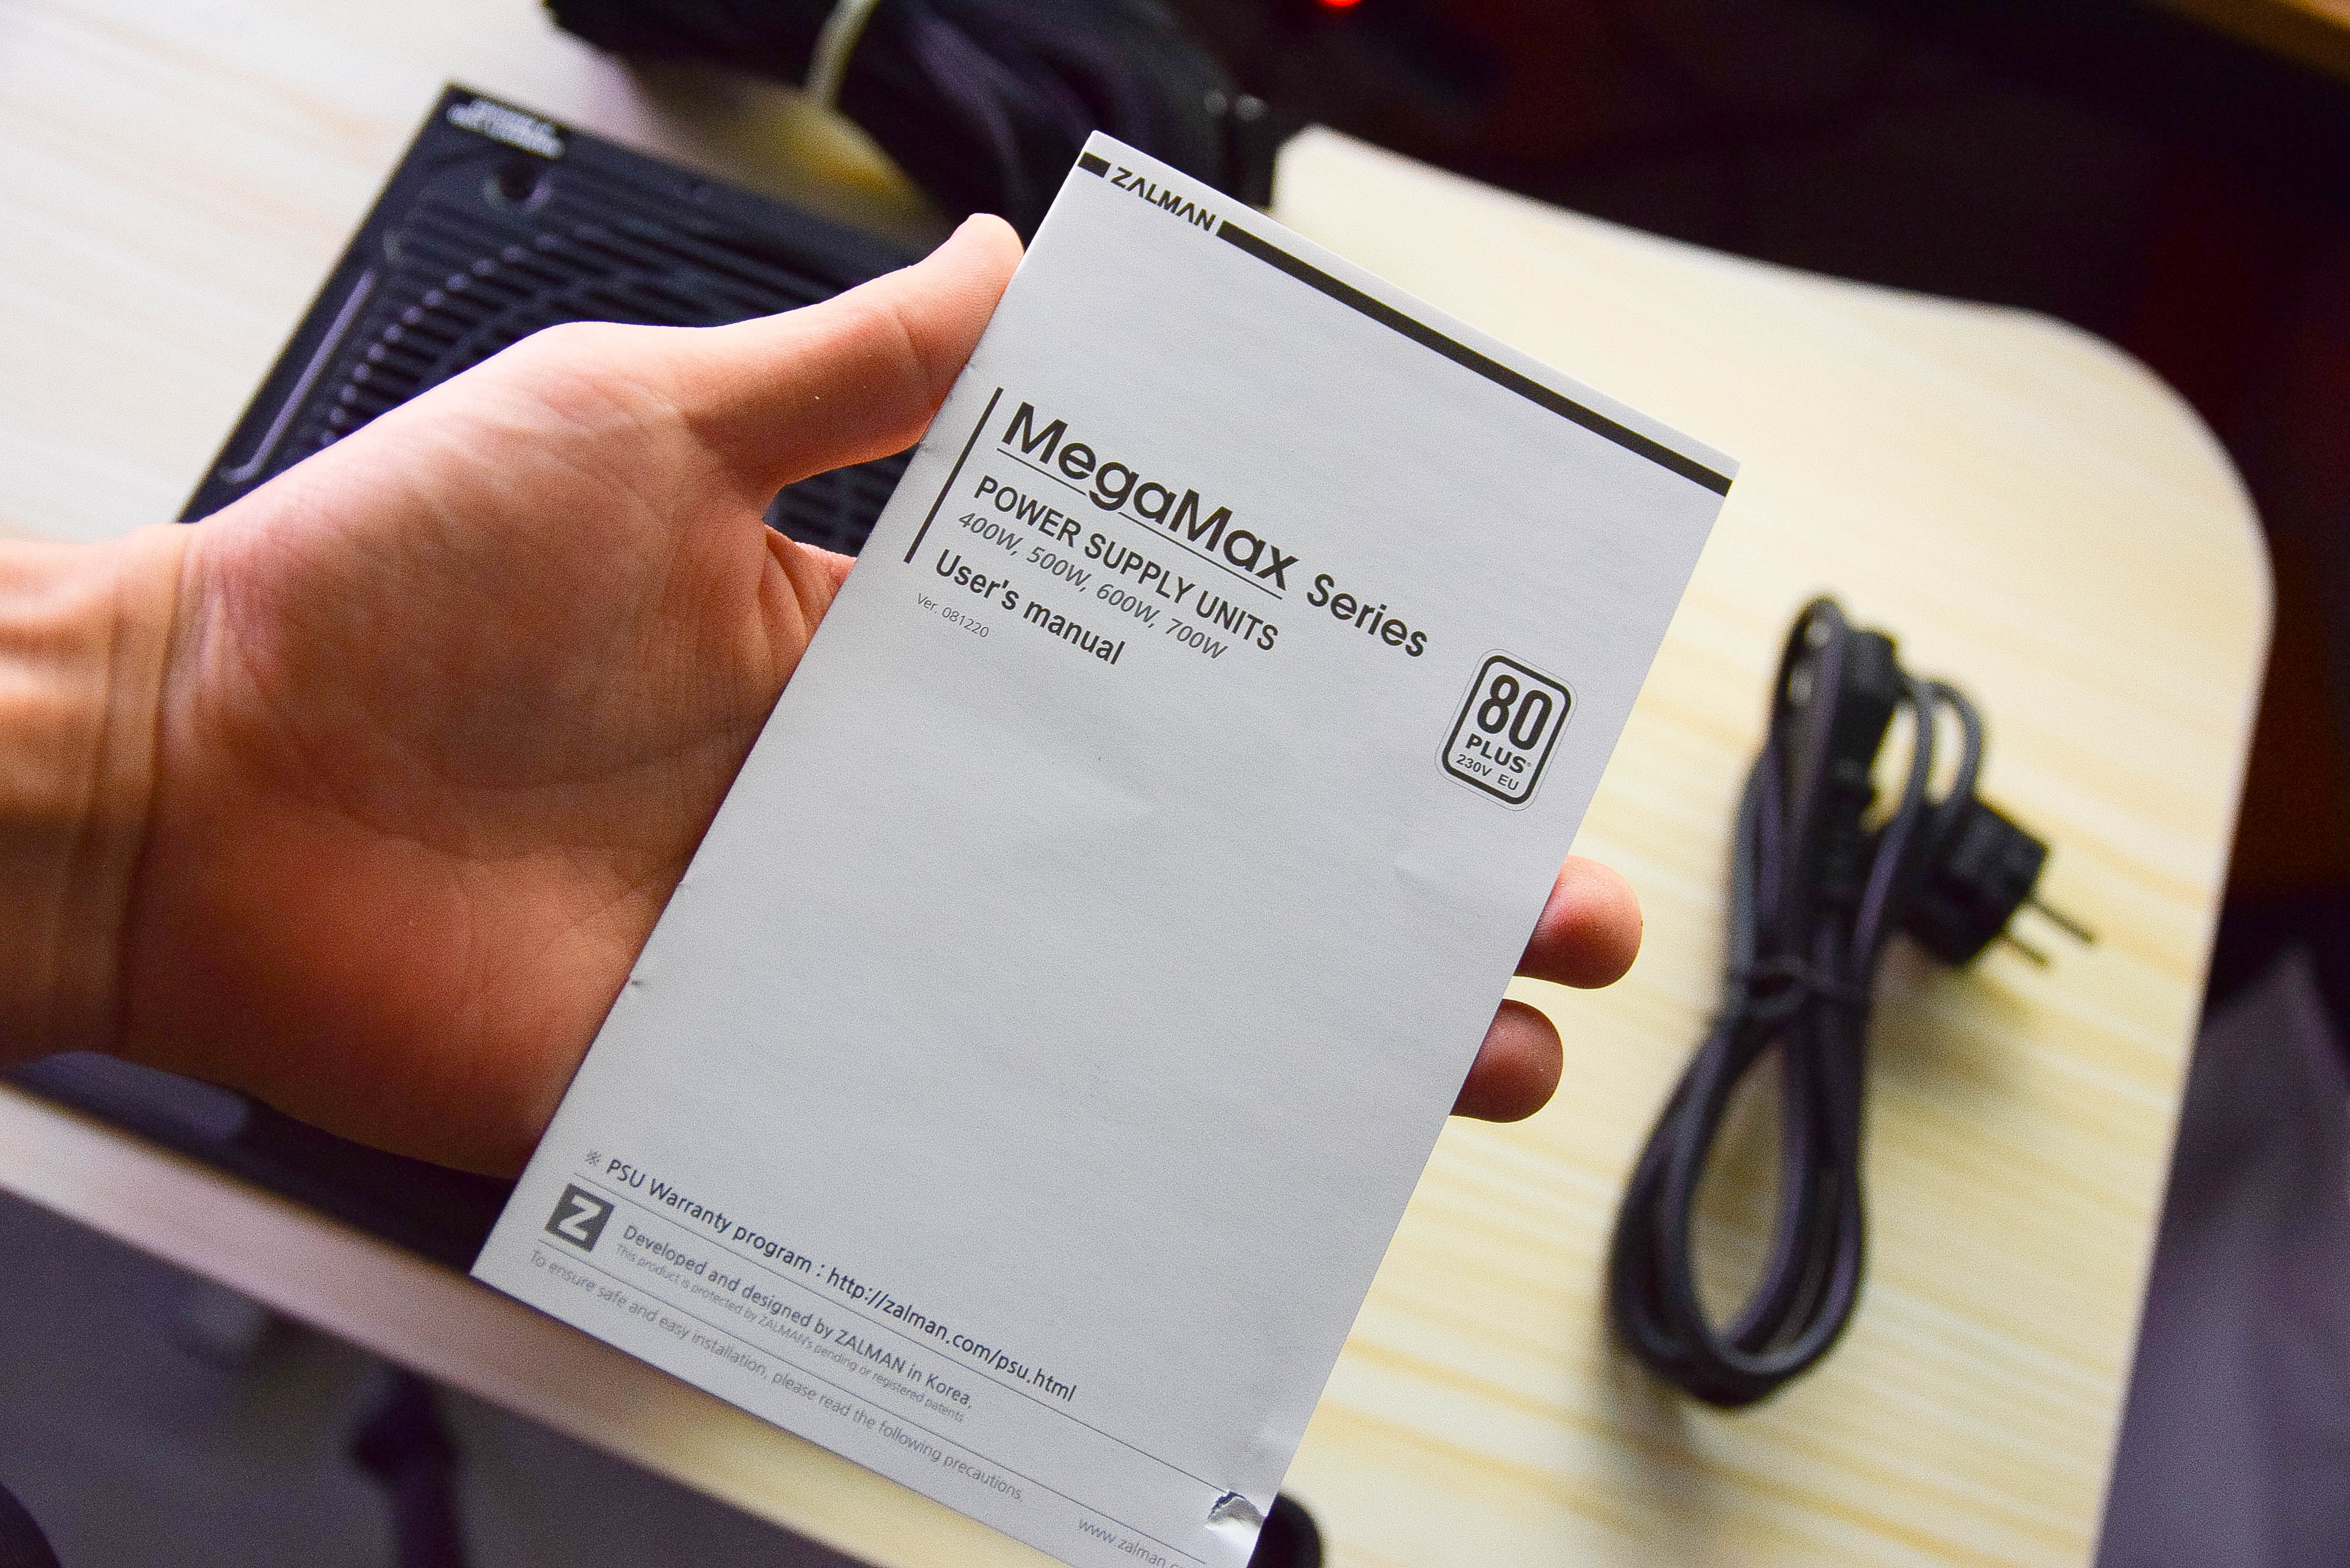 ZALMAN
MegaMax Series
POWER SUPPLY UNITS
400W, 500W, 600W, 700W
User's manual
Ver. 081220
80
PLUS®
230V EU
※ PSU Warranty program : http://zalman.com/psu.html
Z
Developed and designed by ZALMAN in Korea.
This product is protected by ZALMAN's pending or registered patents
To ensure safe and easy installation, please read the following precautions.
www.zalman.c